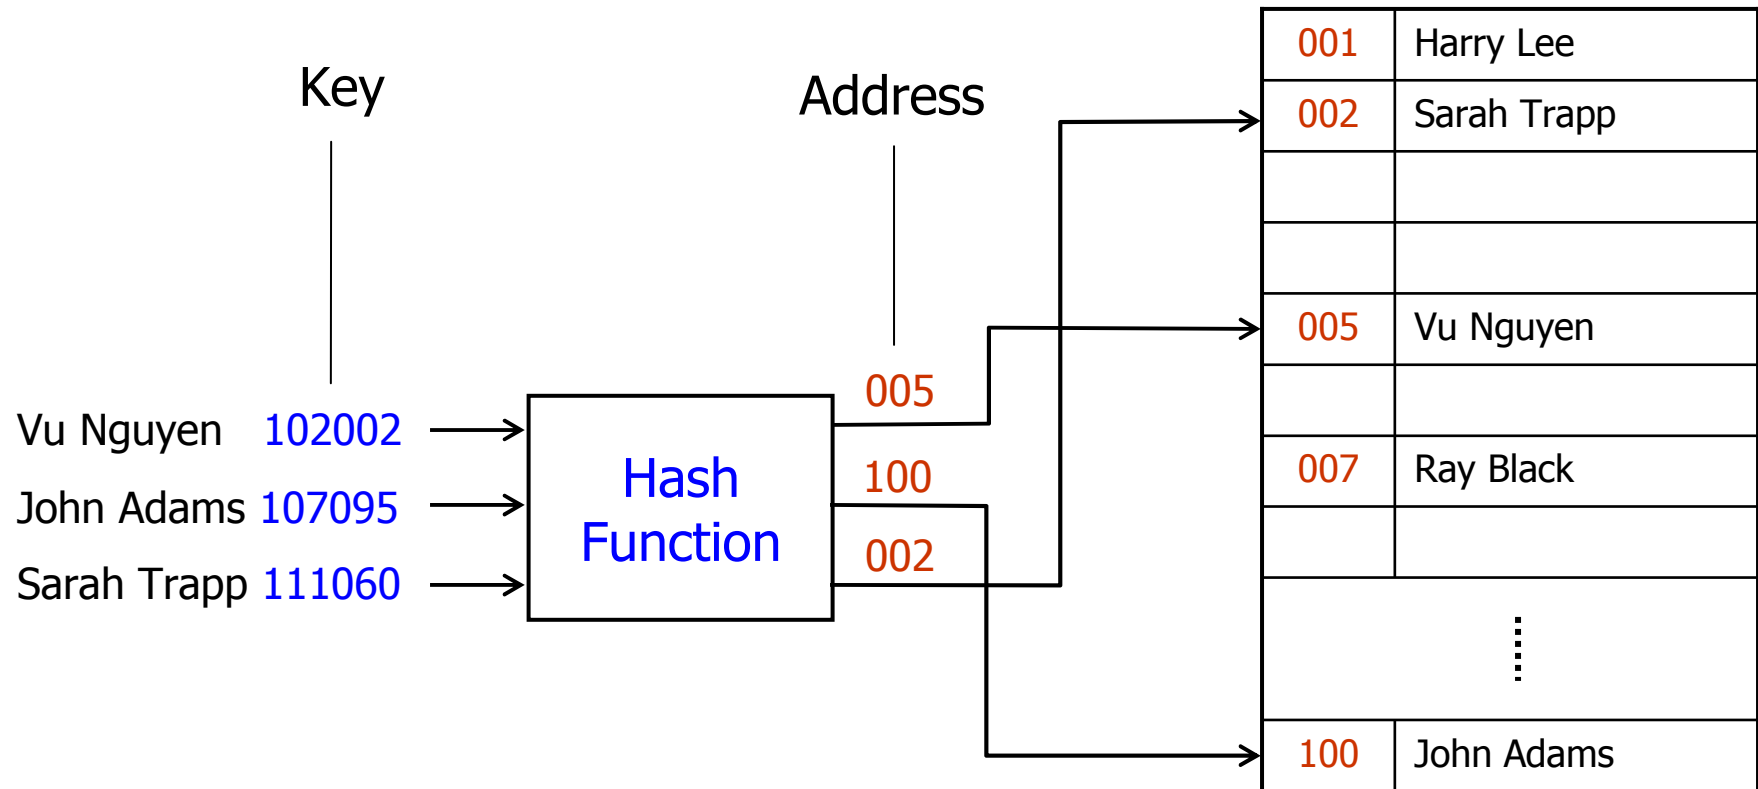 Key
Address
Vu Nguyen 102002
John Adams 107095
Sarah Trapp 111060
Hash
Function
005
100
002
001 Harry Lee
002 Sarah Trapp
005 Vu Nguyen
007 Ray Black
100 John Adams